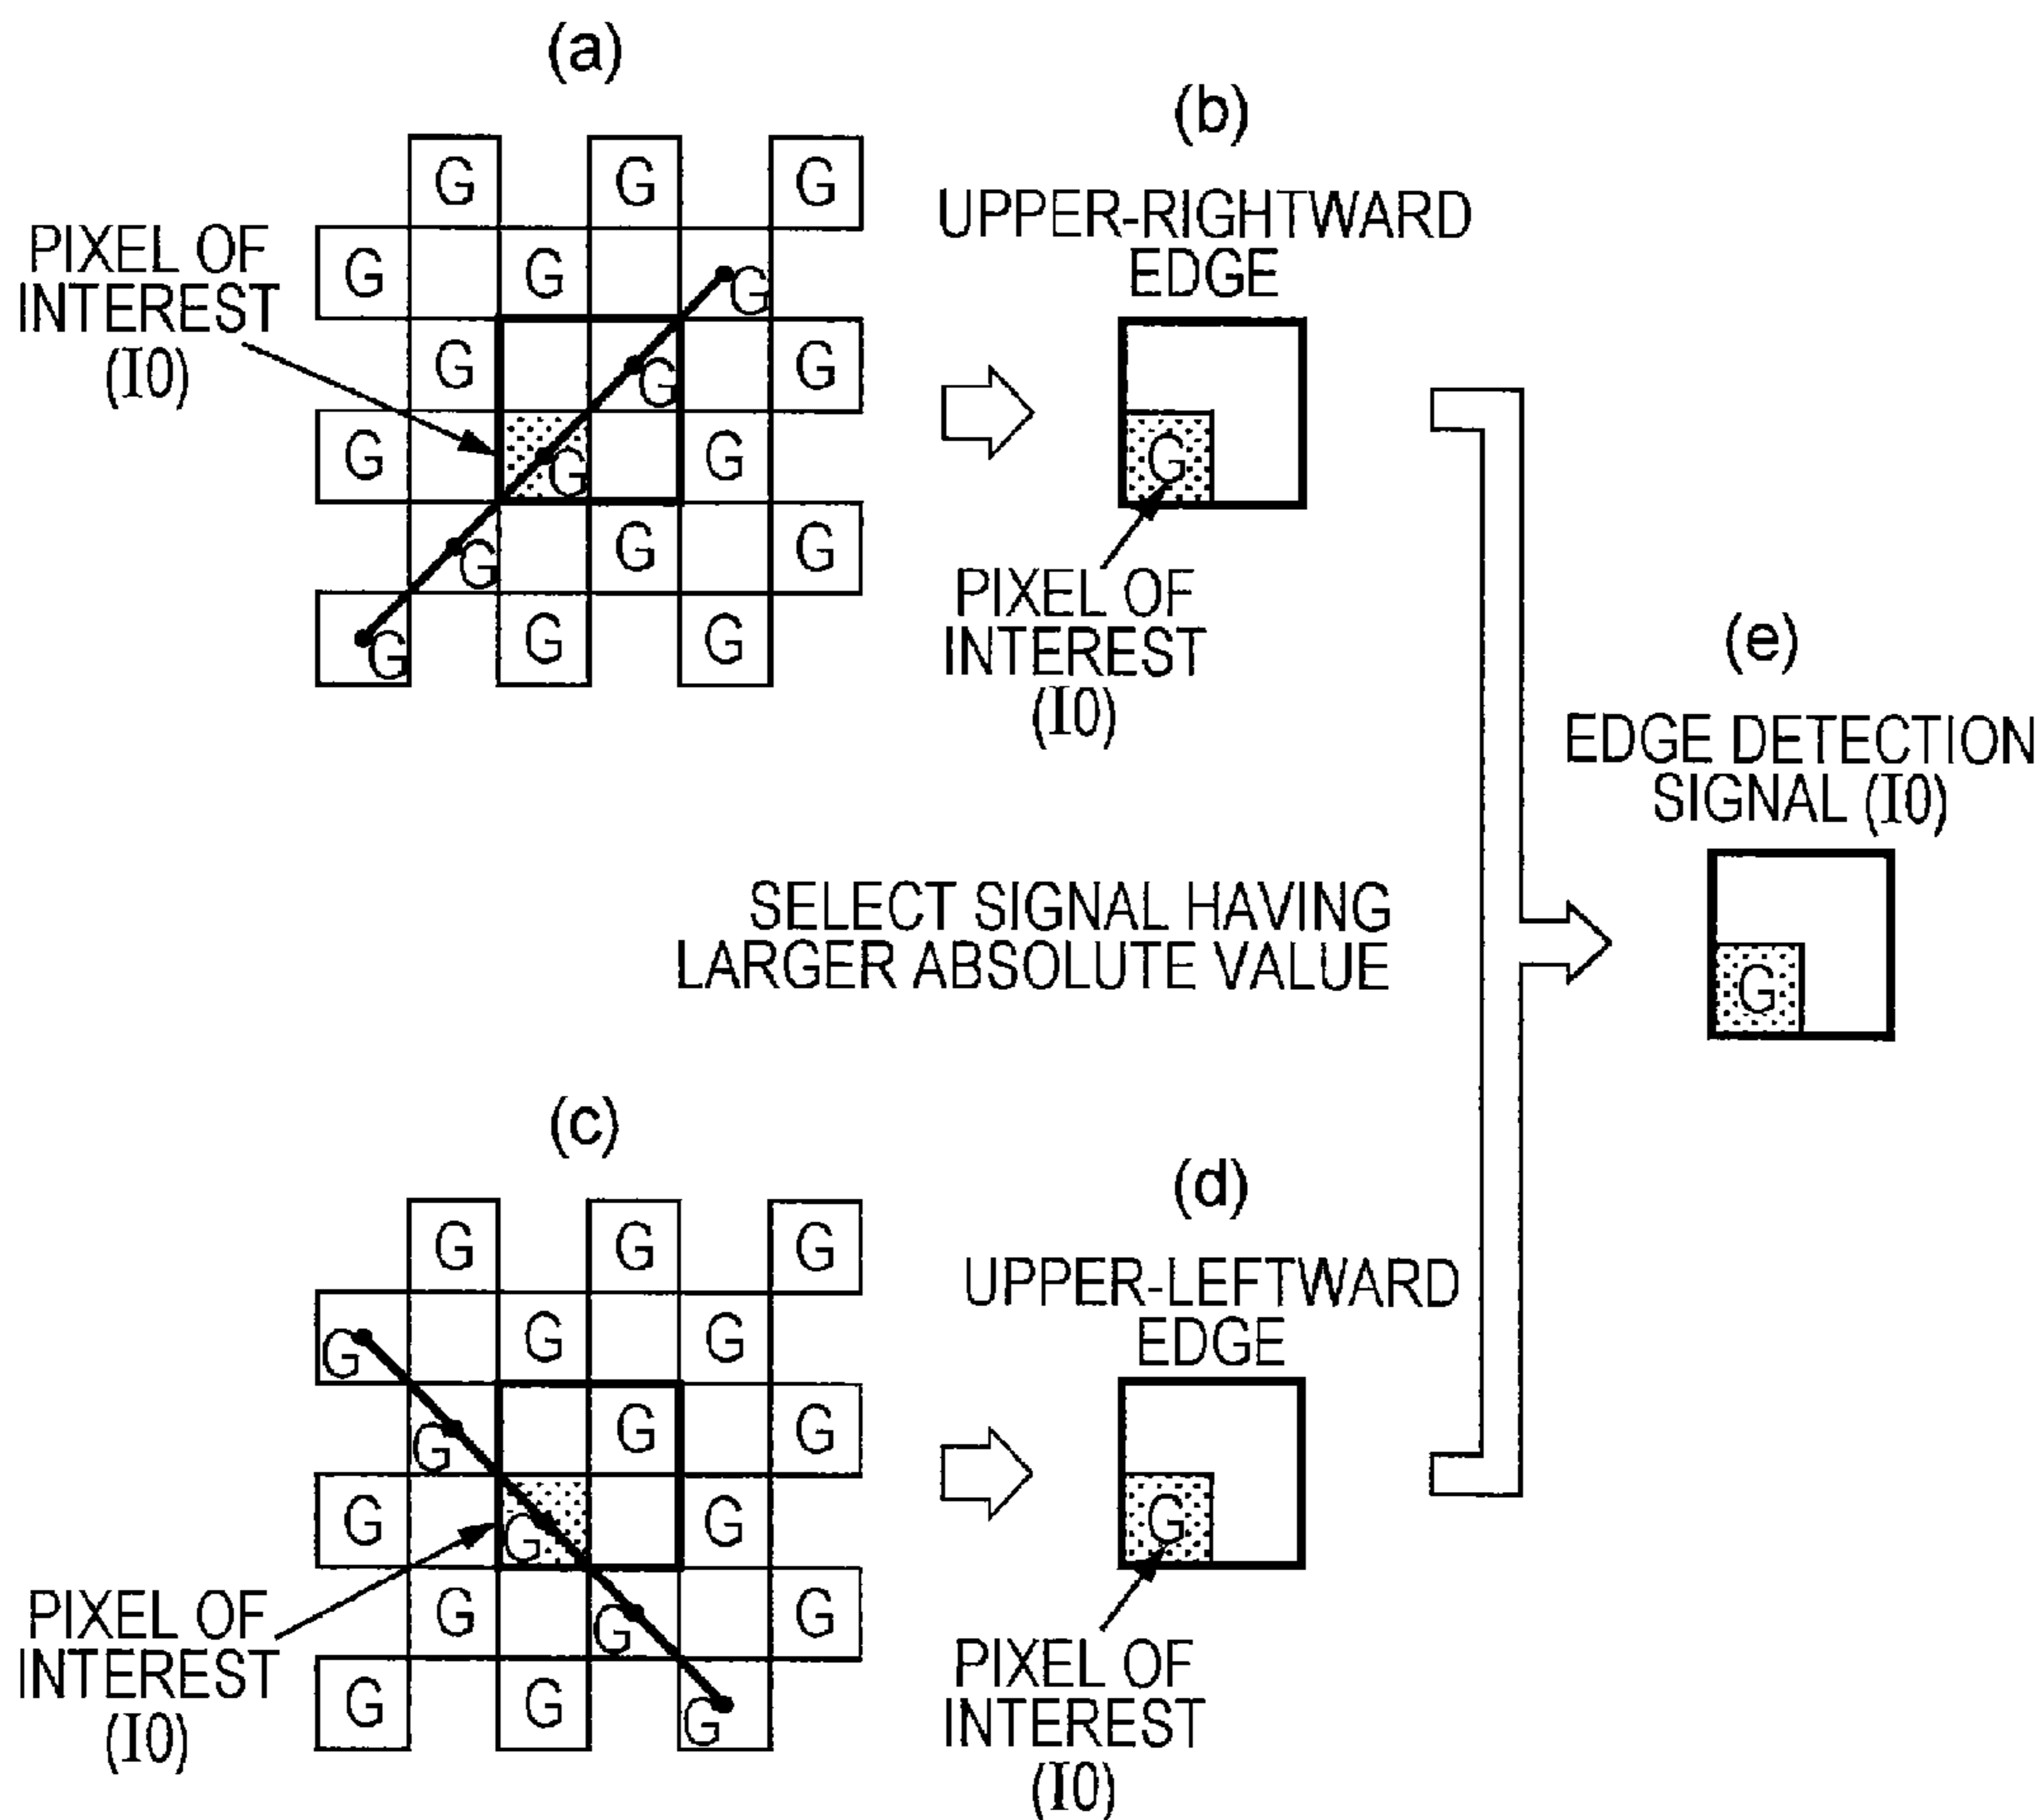 (a)
G G G
G G G
G G G
G G G
G G G
G G G
PIXEL OF
INTEREST
(I0)
(b)
UPPER-RIGHTWARD
EDGE
G
PIXEL OF
INTEREST
(I0)
SELECT SIGNAL HAVING
LARGER ABSOLUTE VALUE
(c)
G G G
G G G
G G G
G G G
G G G
G G G
PIXEL OF
INTEREST
(I0)
(d)
UPPER-LEFTWARD
EDGE
G
PIXEL OF
INTEREST
(I0)
(e)
EDGE DETECTION
SIGNAL (I0)
G